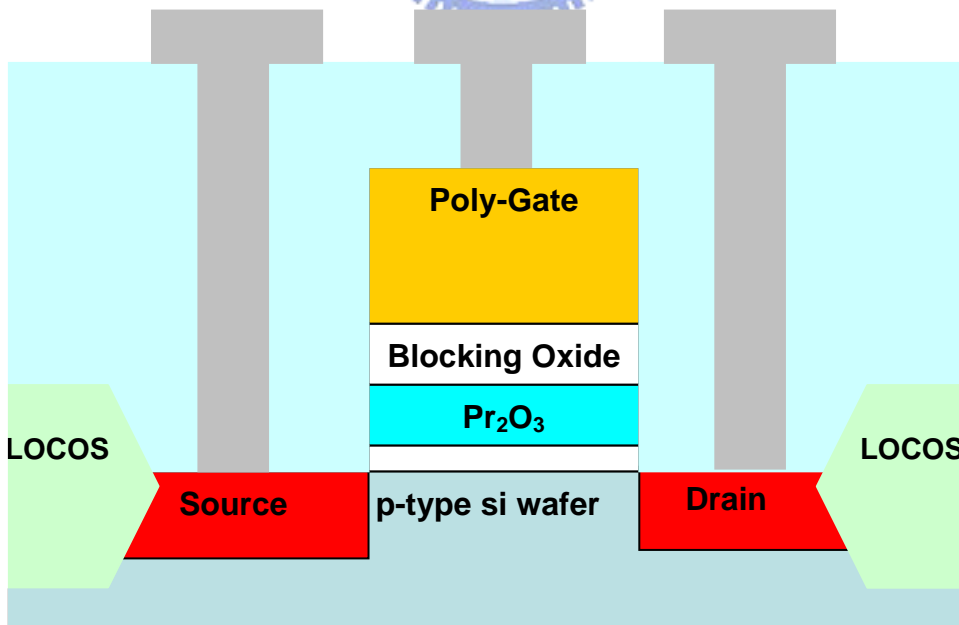 Poly-Gate
Blocking Oxide
Pr₂O₃
LOCOS
LOCOS
Source
p-type si wafer
Drain